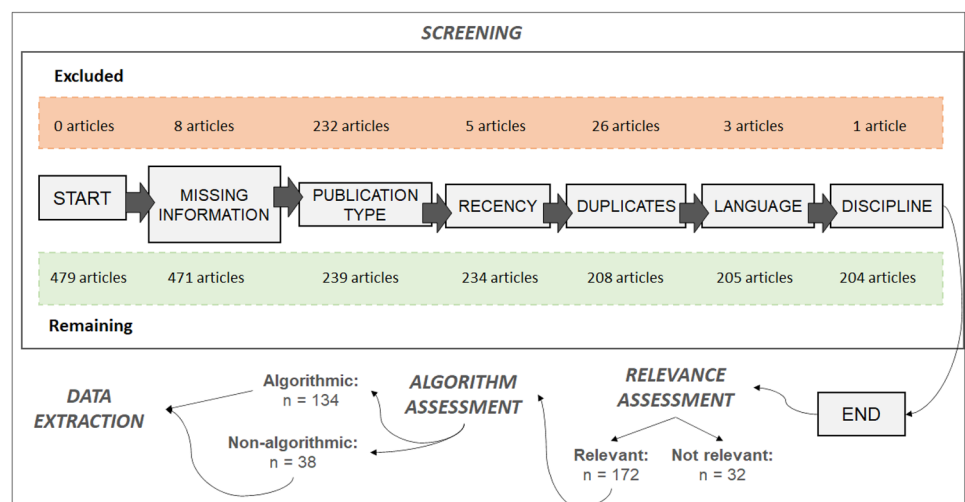 SCREENING
Excluded
0 articles 8 articles 232 articles 5 articles 26 articles 3 articles 1 article
START
MISSING
INFORMATION
PUBLICATION
TYPE
RECENCY
DUPLICATES
LANGUAGE
DISCIPLINE
479 articles 471 articles 239 articles 234 articles 208 articles 205 articles 204 articles
Remaining
DATA
EXTRACTION
Algorithmic:
n = 134
Non-algorithmic:
n = 38
ALGORITHM
ASSESSMENT
RELEVANCE
ASSESSMENT
Relevant:
n = 172
Not relevant:
n = 32
END